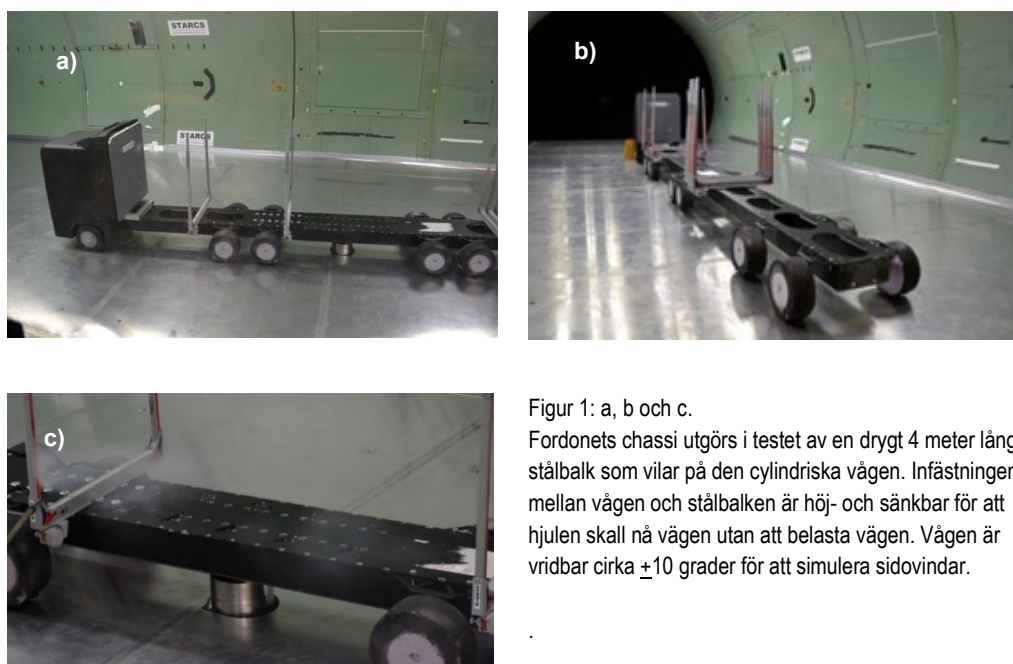 STARCS
a)
STARCS
b)
c)
Figur 1: a, b och c.
Fordonets chassi utgörs i testet av en drygt 4 meter lång
stålbalk som vilar på den cylindriska vågen. Infästningen
mellan vågen och stålbalken är höj- och sänkbar för att
hjulen skall nå vägen utan att belasta vägen. Vågen är
vridbar cirka ±10 grader för att simulera sidovindar.
.